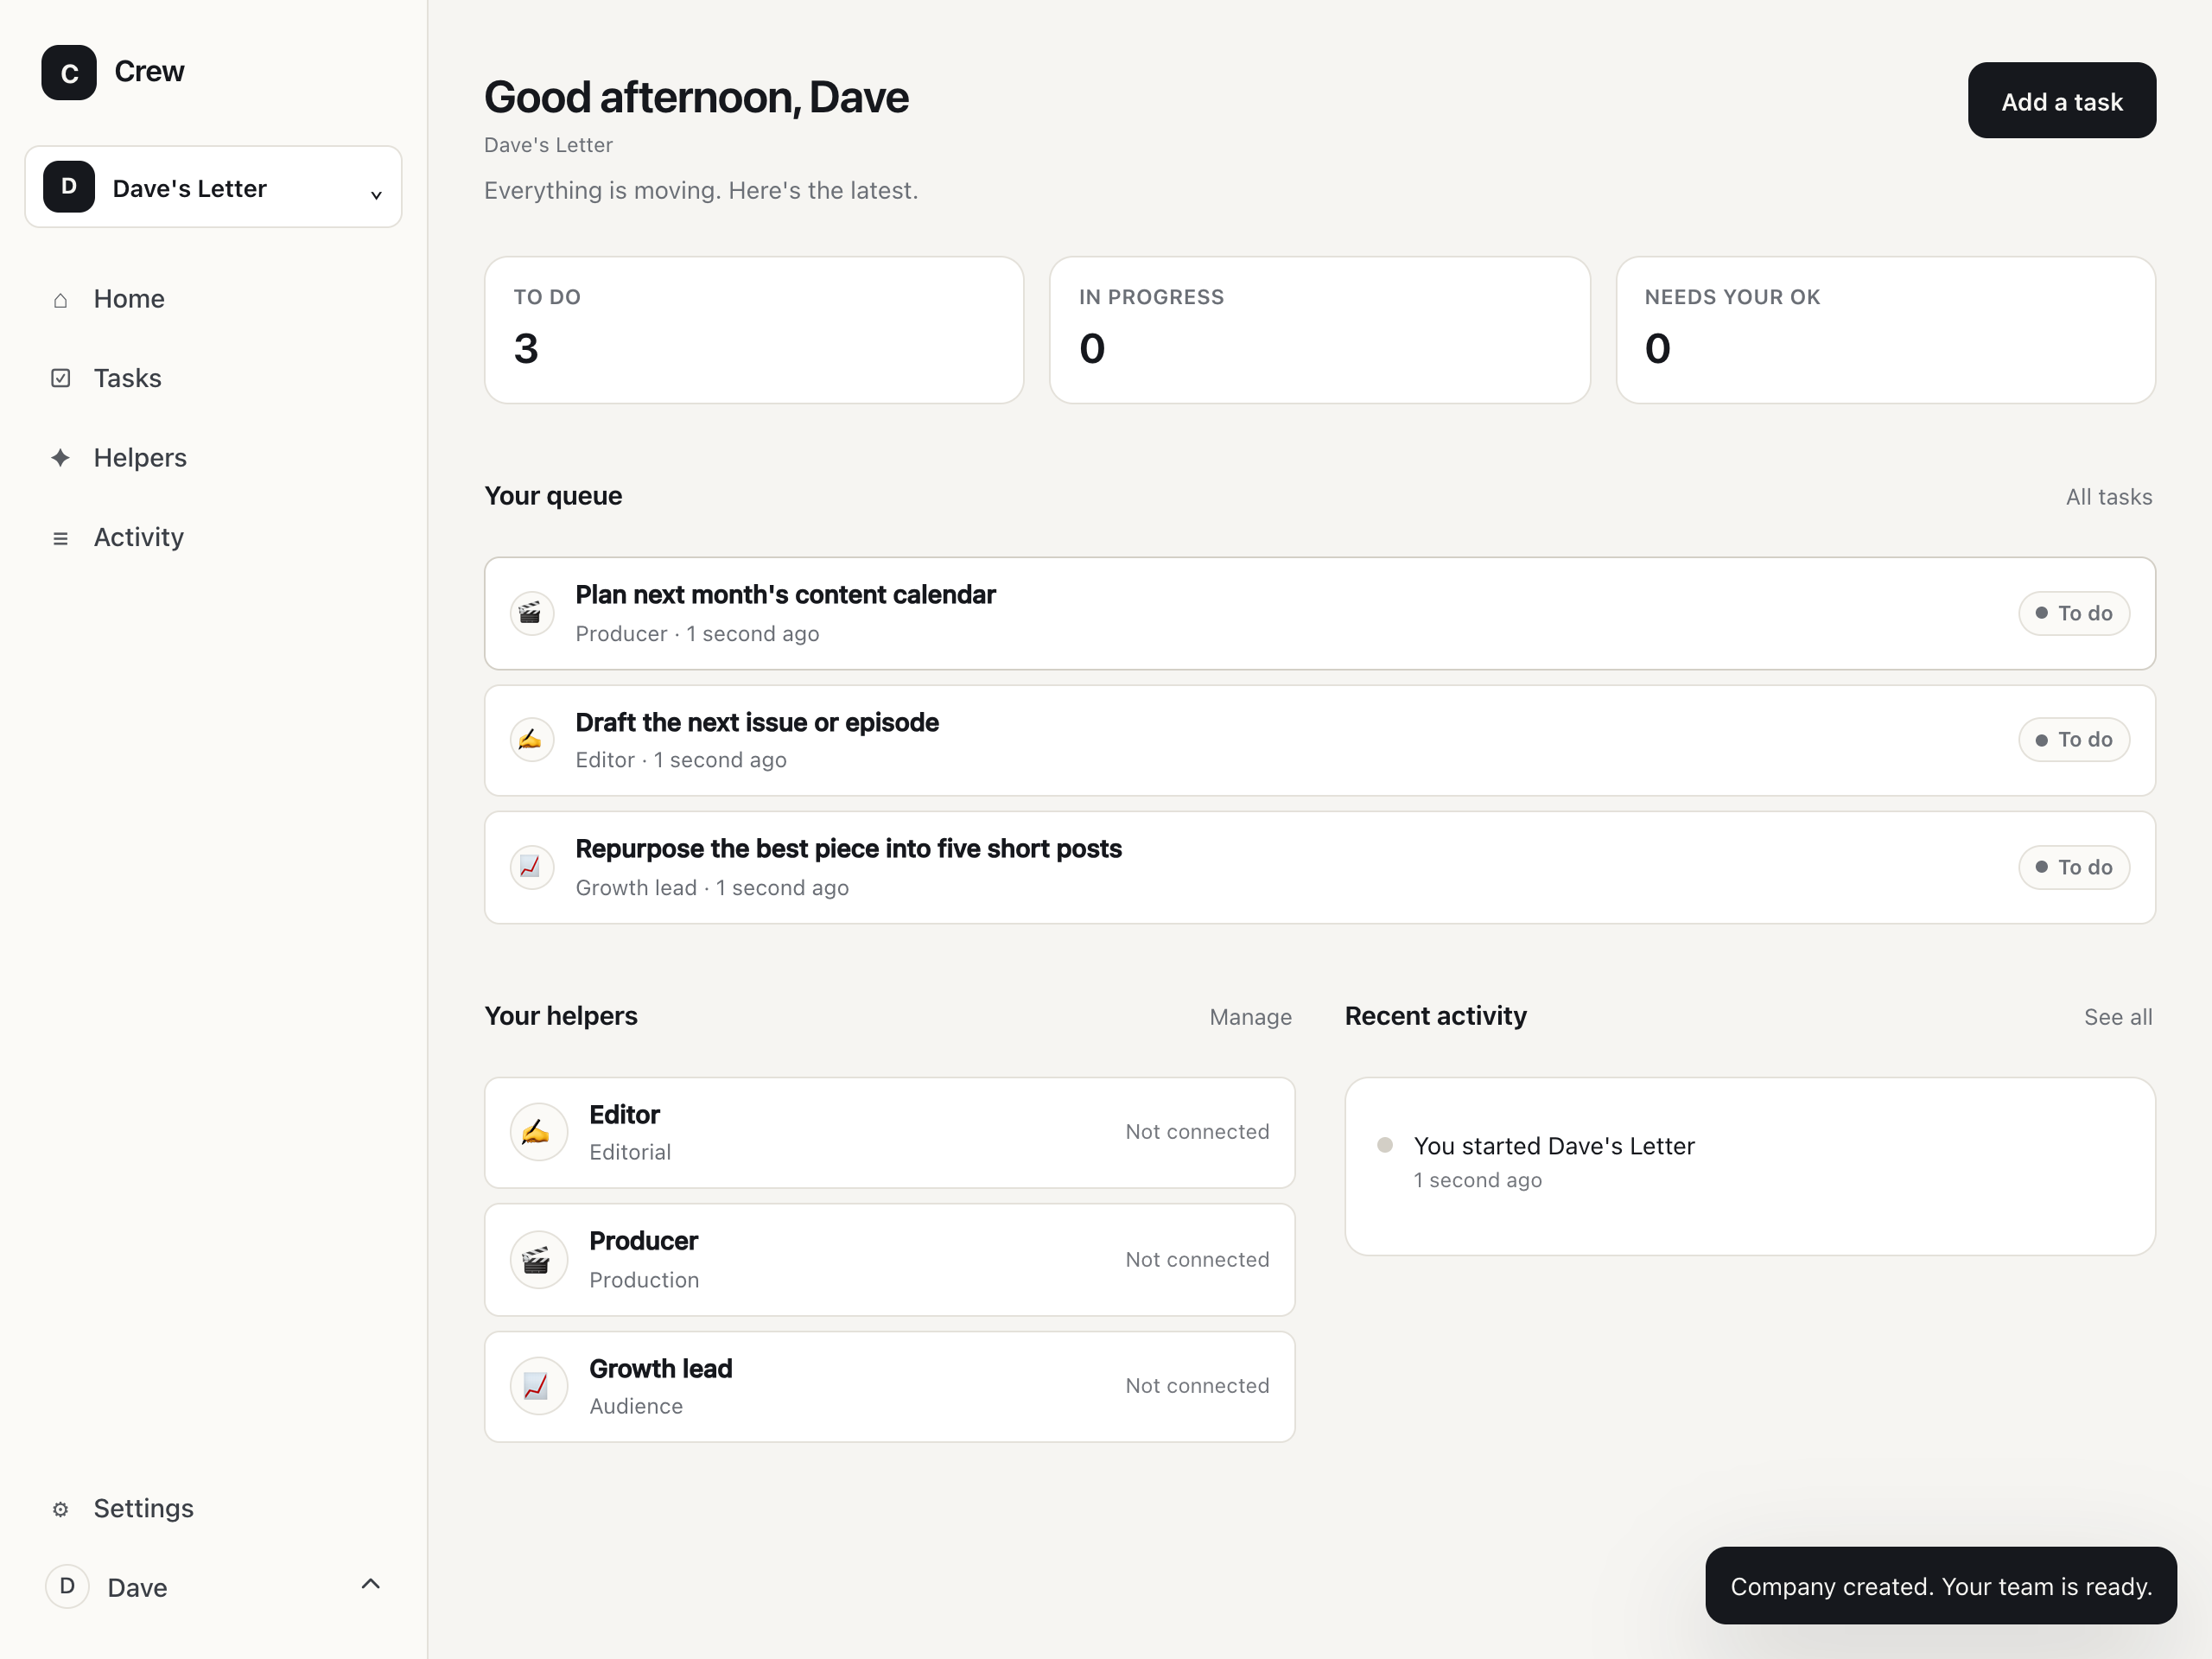 C Crew
D Dave's Letter
Home
Tasks
Helpers
Activity
Settings
D Dave
Good afternoon, Dave
Dave's Letter
Everything is moving. Here's the latest.
Add a task
TO DO
3
IN PROGRESS
0
NEEDS YOUR OK
0
Your queue
All tasks
Plan next month's content calendar
Producer · 1 second ago
To do
Draft the next issue or episode
Editor · 1 second ago
To do
Repurpose the best piece into five short posts
Growth lead · 1 second ago
To do
Your helpers
Manage
Editor
Editorial
Not connected
Producer
Production
Not connected
Growth lead
Audience
Not connected
Recent activity
See all
You started Dave's Letter
1 second ago
Company created. Your team is ready.